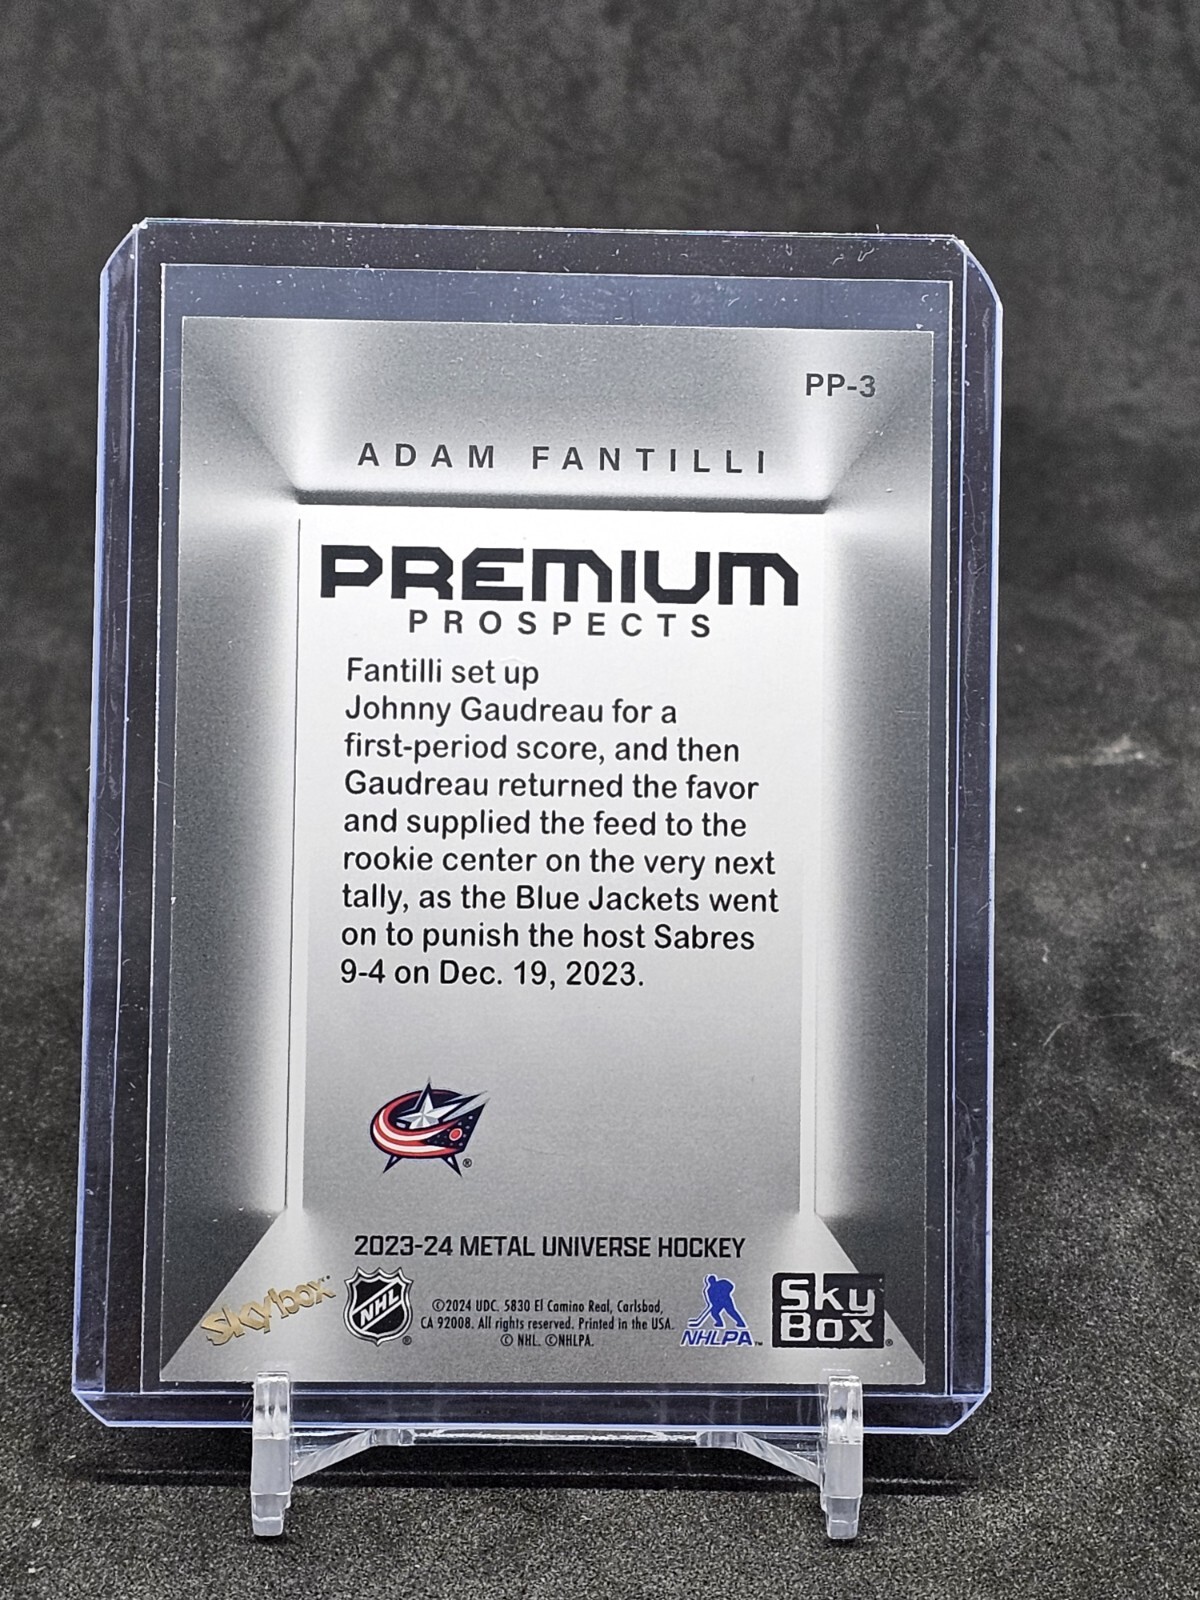 PP-3
ADAM FANTILLI
PREMIUM
PROSPECTS
Fantilli set up
Johnny Gaudreau for a
first-period score, and then
Gaudreau returned the favor
and supplied the feed to the
rookie center on the very next
tally, as the Blue Jackets went
on to punish the host Sabres
9-4 on Dec. 19, 2023.
®
2023-24 METAL UNIVERSE HOCKEY
Skybox™
NHL ®
©2024 UDC. 5830 El Camino Real, Carlsbad,
CA 92008. All rights reserved. Printed in the USA.
© NHL. ©NHLPA.
NHLPA™
Sky
Box ®